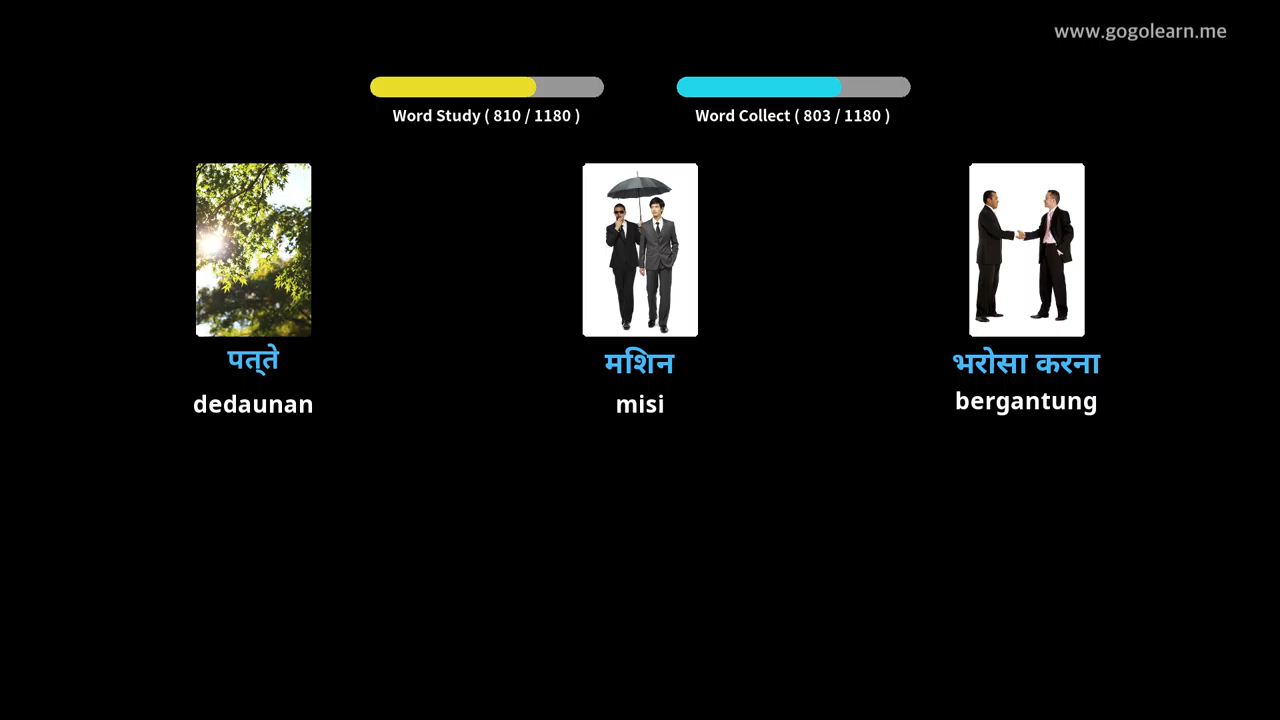 www.gogolearn.me
Word Study ( 810 / 1180 )
Word Collect ( 803 / 1180 )
पत्‌ते
dedaunan
मशिन
misi
भरोसा करना
bergantung